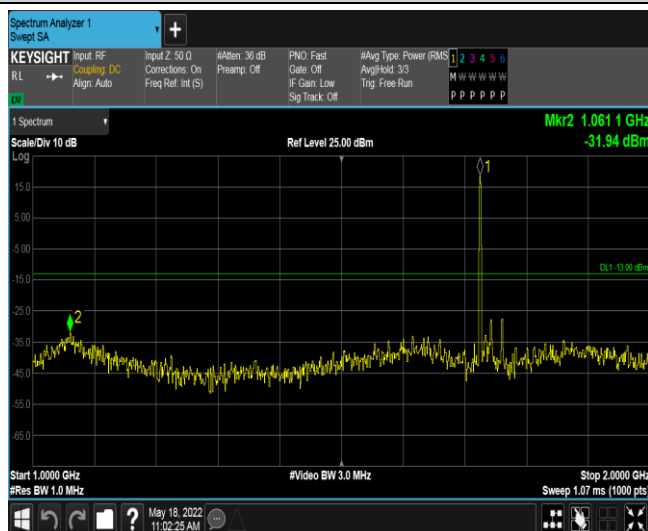 Spectrum Analyzer 1
Swept SA
KEYSIGHT
RL
LU
Input: RF
Coupling: DC
Align: Auto
Input Z: 50 Ω
Corrections: On
Freq Ref: Int (S)
#Atten: 36 dB
Preamp: Off
PNO: Fast
Gate: Off
IF Gain: Low
Sig Track: Off
#Avg Type: Power (RMS
Avg|Hold: 3/3
Trig: Free Run
1 2 3 4 5 6
M W W W W W
P P P P P P
1 Spectrum
Scale/Div 10 dB
Ref Level 25.00 dBm
Mkr2 1.061 1 GHz
-31.94 dBm
Log
15.0
5.00
-5.00
-15.0
-25.0
-35.0
-45.0
-55.0
-65.0
1
2
DL1 -13.00 dBm
Start 1.0000 GHz
#Res BW 1.0 MHz
#Video BW 3.0 MHz
Stop 2.0000 GHz
Sweep 1.07 ms (1000 pts)
May 18, 2022
11:02:25 AM